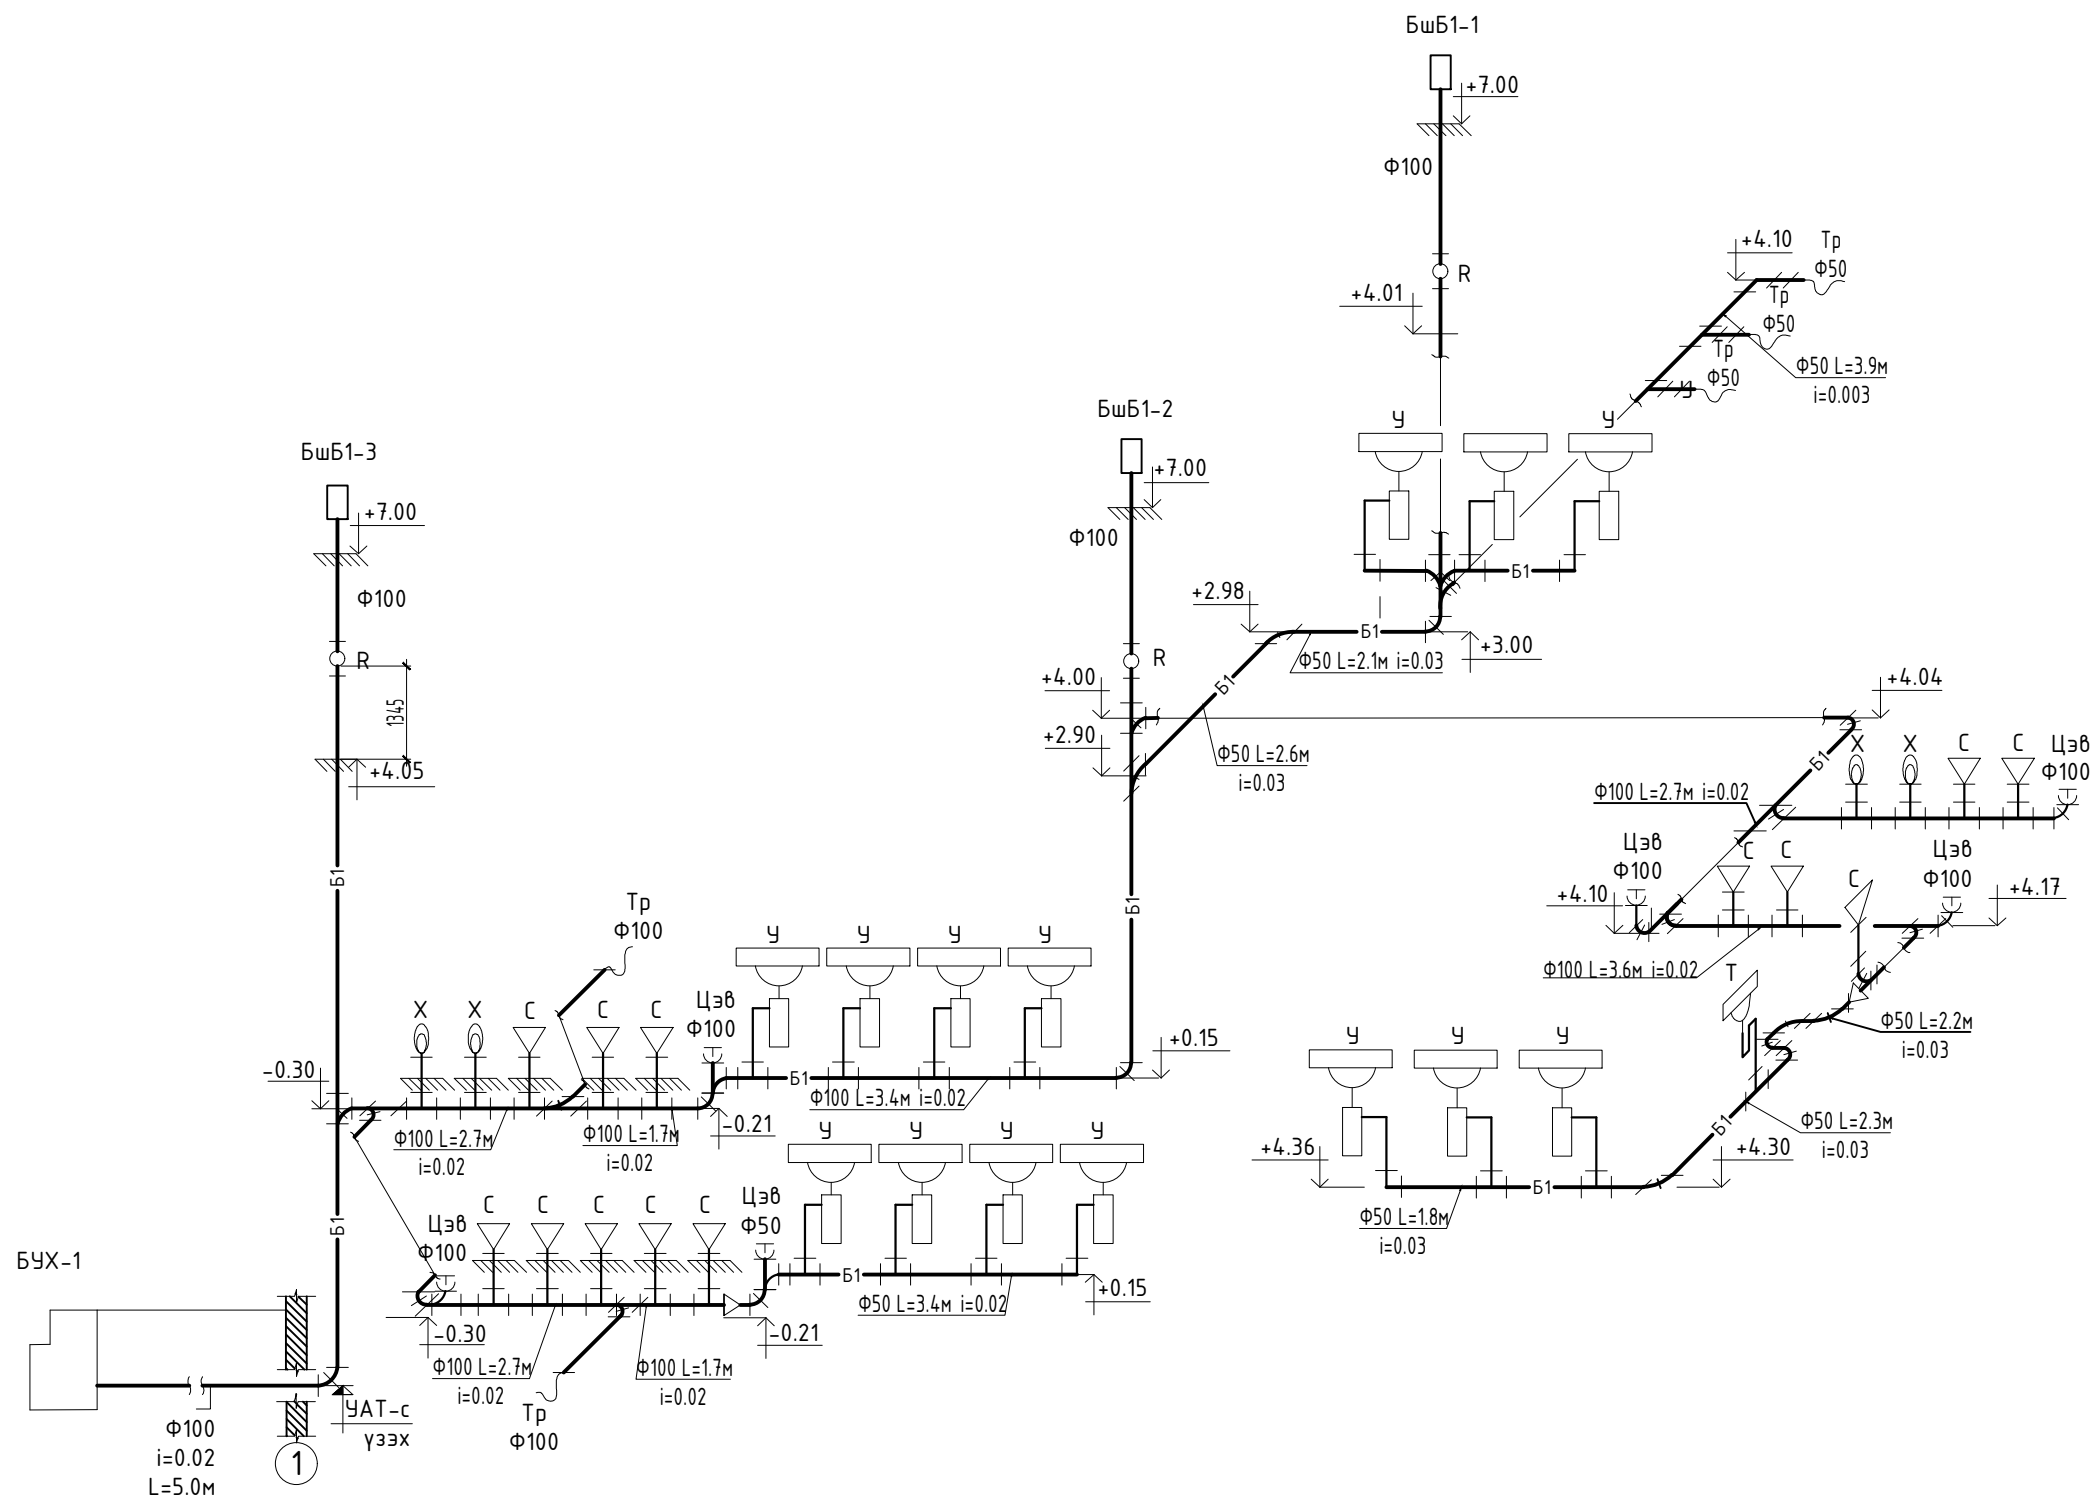 БшБ1-1
+7.00
Ф100
R
+4.01
+4.10
Тр
Ф50
Тр
Ф50
Тр
Ф50
У
Ф50 L=3.9м
i=0.003
У
У
Б1
+2.98
Б1
Ф50 L=2.1м i=0.03
+3.00
Б1
Ф50 L=2.6м
i=0.03
БшБ1-2
+7.00
Ф100
R
+4.00
+2.90
Б1
БшБ1-3
+7.00
Ф100
R
1345
+4.05
Б1
+4.04
Х
Х
С
С
Цэв
Ф100
Б1
Ф100 L=2.7м i=0.02
Цэв
Ф100
С
С
С
Цэв
Ф100
+4.10
+4.17
Ф100 L=3.6м i=0.02
Т
Ф50 L=2.2м
i=0.03
Ф50 L=2.3м
i=0.03
Б1
У
У
У
+4.36
+4.30
Б1
Ф50 L=1.8м
i=0.03
Тр
Ф100
Х
Х
С
С
С
Цэв
Ф100
У
У
У
У
-0.30
Б1
Ф100 L=3.4м i=0.02
+0.15
-0.21
Ф100 L=2.7м
i=0.02
Ф100 L=1.7м
i=0.02
У
У
У
У
Б1
Цэв
Ф100
С
С
С
С
С
Цэв
Ф50
Б1
Ф50 L=3.4м i=0.02
+0.15
-0.30
-0.21
Ф100 L=2.7м
i=0.02
Ф100 L=1.7м
i=0.02
Тр
Ф100
БУХ-1
Ф100
i=0.02
L=5.0м
1
УАТ-с
үзэх